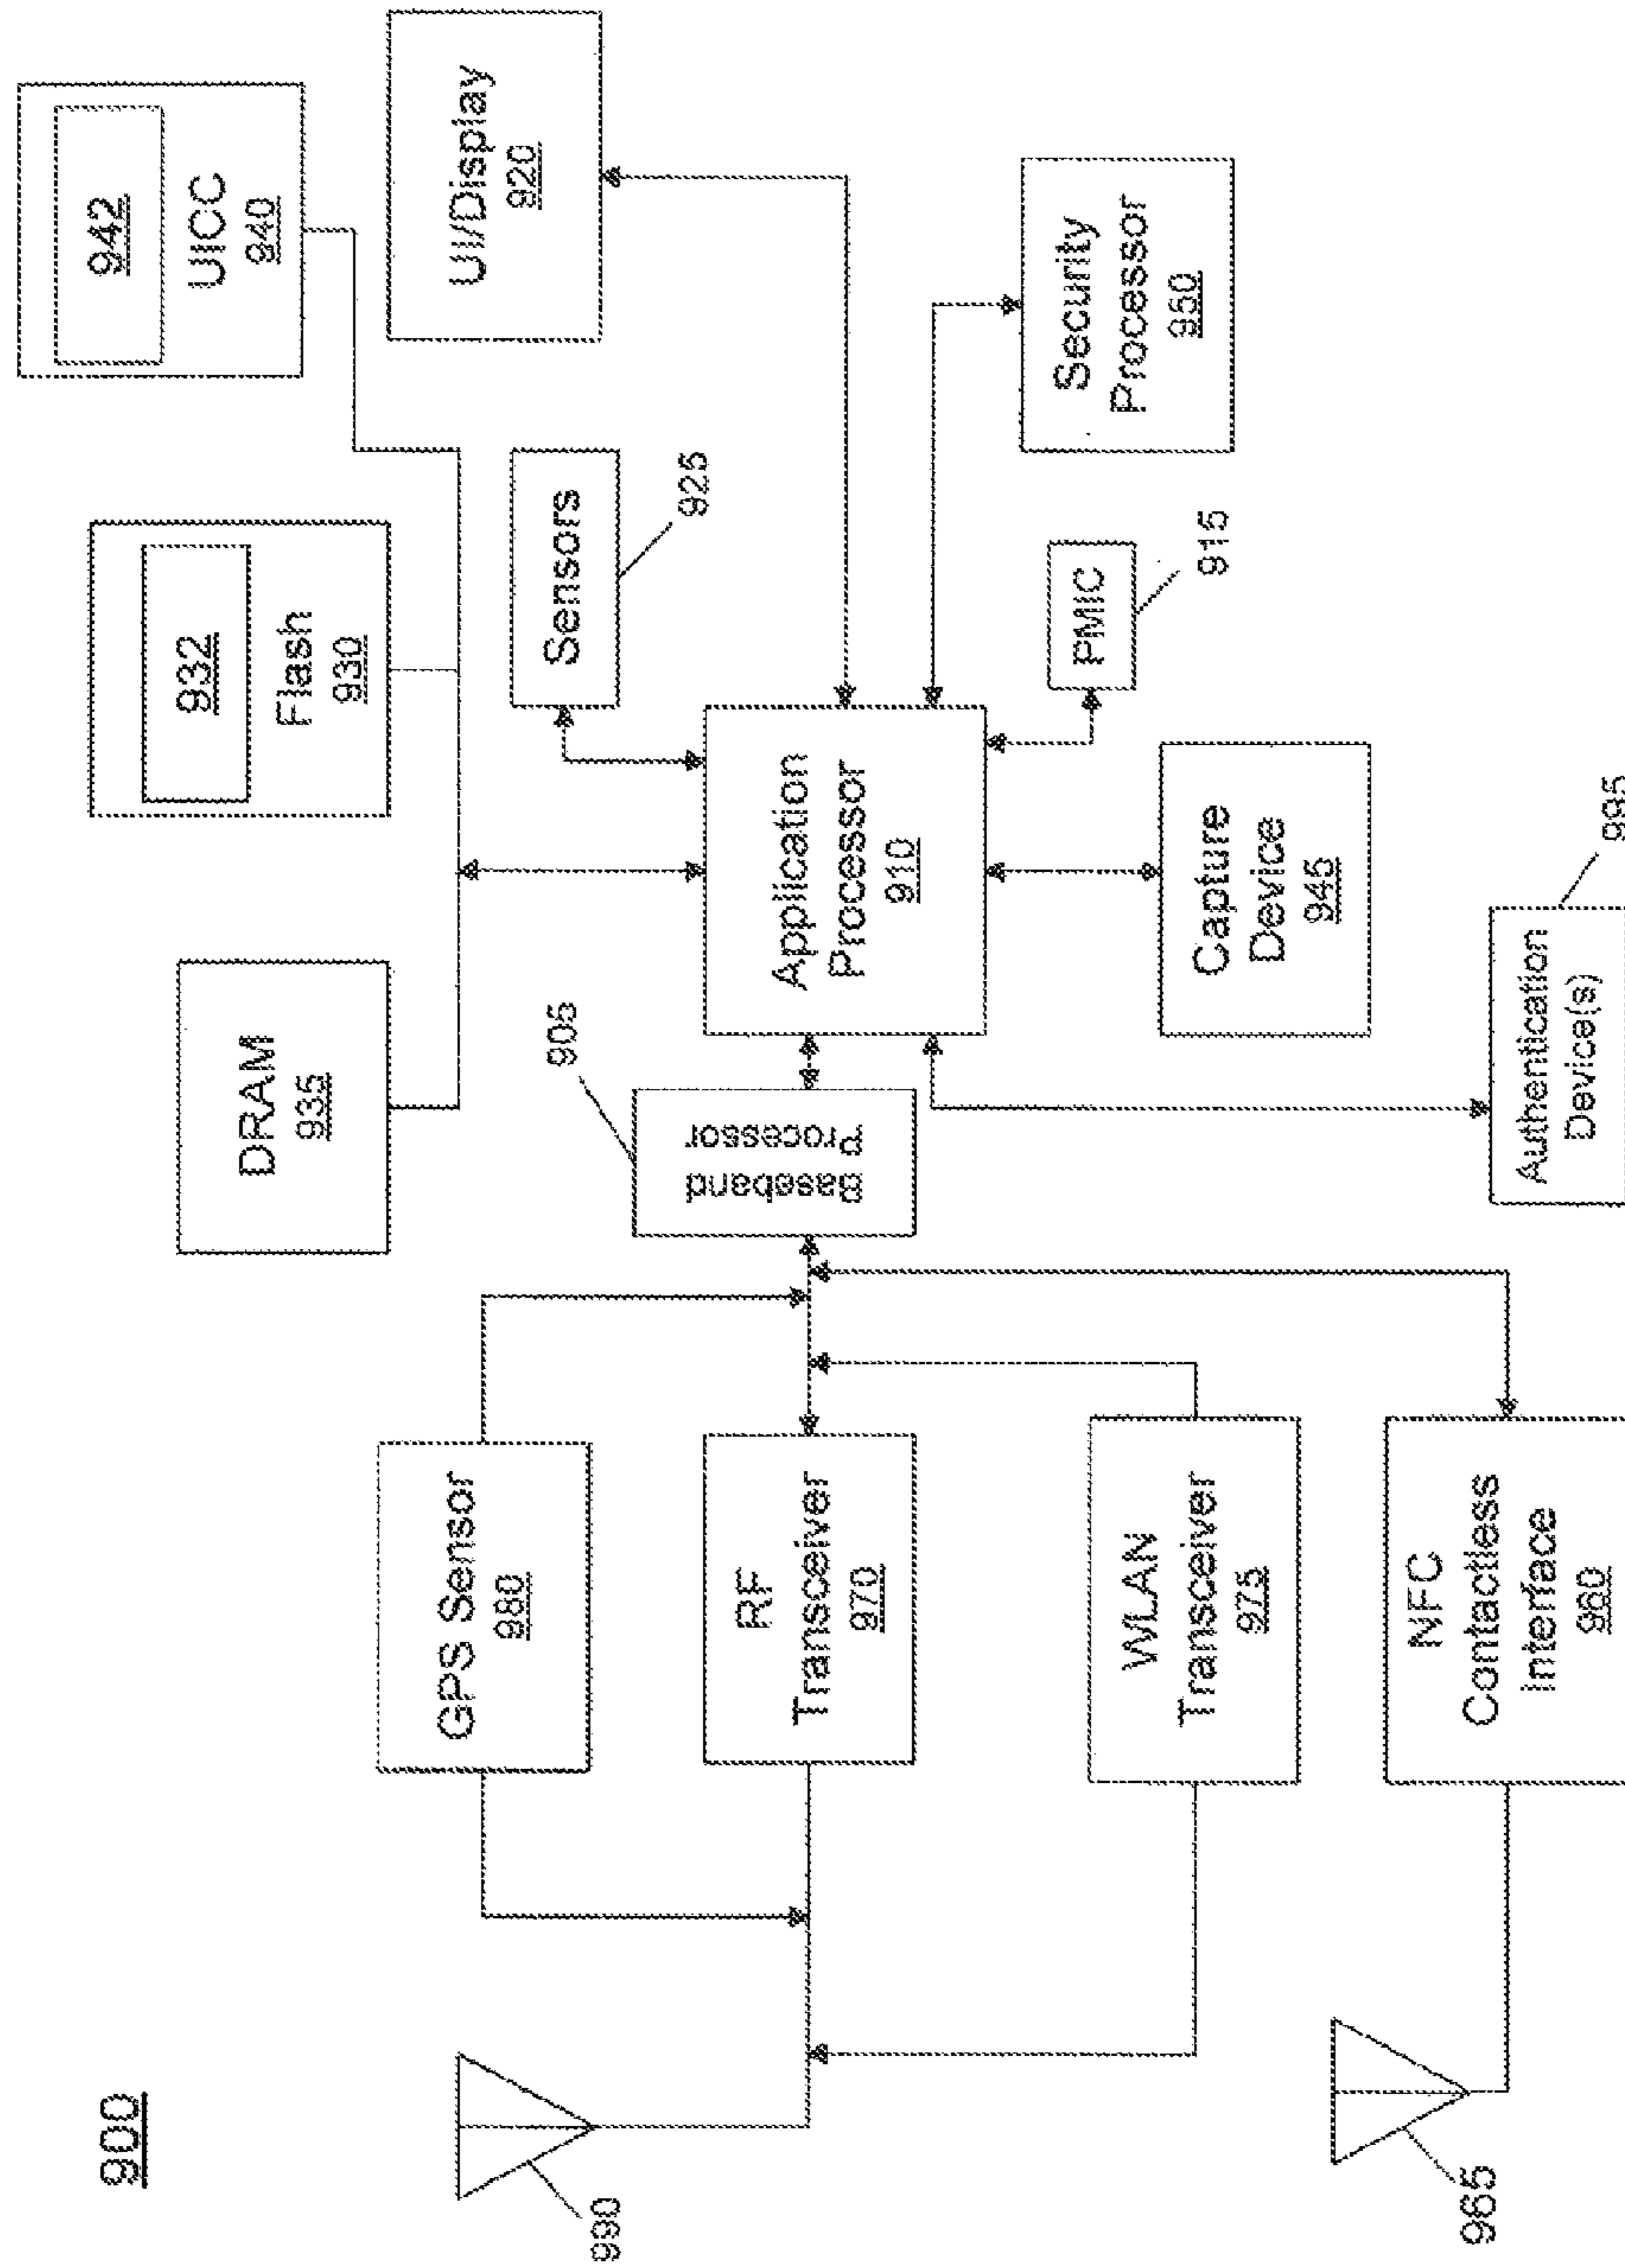 900
990
965
GPS Sensor
980
RF
Transceiver
970
WLAN
Transceiver
975
NFC
Contactless
Interface
960
DRAM
935
905
Baseband
Processor
932
Flash
930
942
UICC
940
Sensors
925
UI/Display
920
Application
Processor
910
Security
Processor
950
PMIC
915
Capture
Device
945
Authentication
Device(s)
995